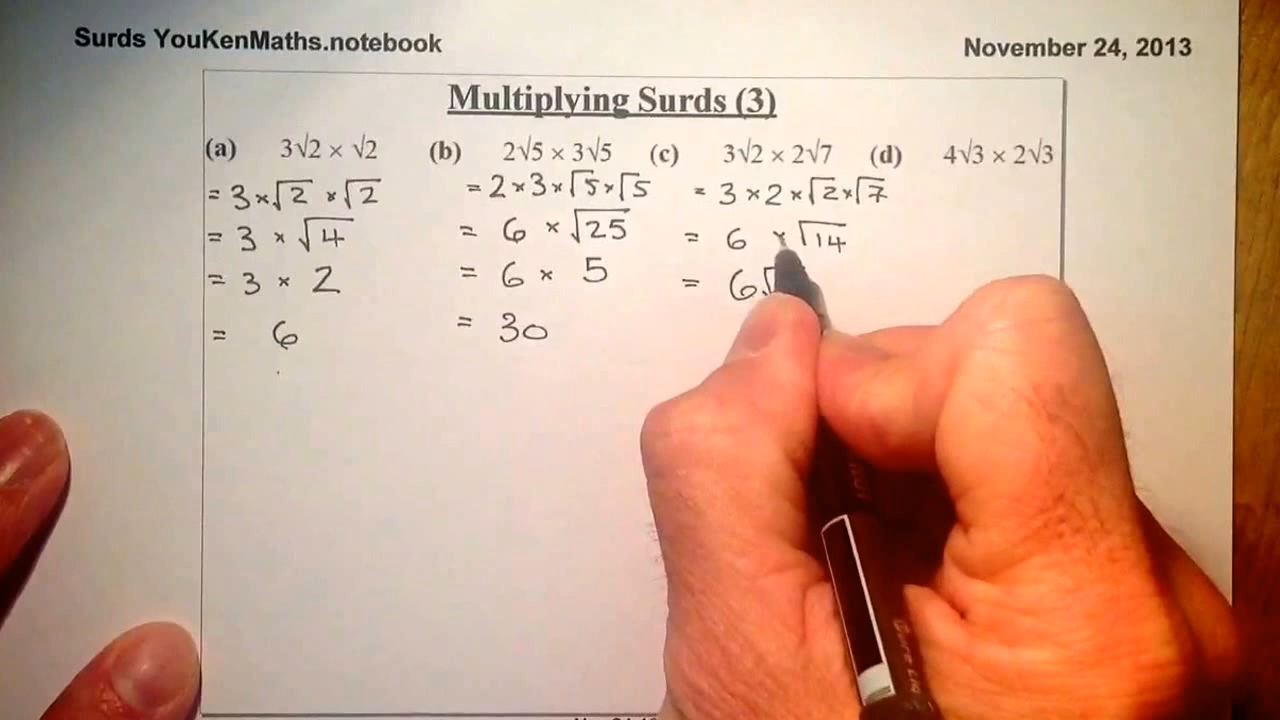 Surds YouKenMaths.notebook
November 24, 2013
Multiplying Surds (3)
(a) 3√2 × √2
= 3 × √2 × √2
= 3 × √4
= 3 × 2
= 6
(b) 2√5 × 3√5
= 2 × 3 × √5 × √5
= 6 × √25
= 6 × 5
= 30
(c) 3√2 × 2√7
= 3 × 2 × √2 × √7
= 6 × √14
= 6√
(d) 4√3 × 2√3